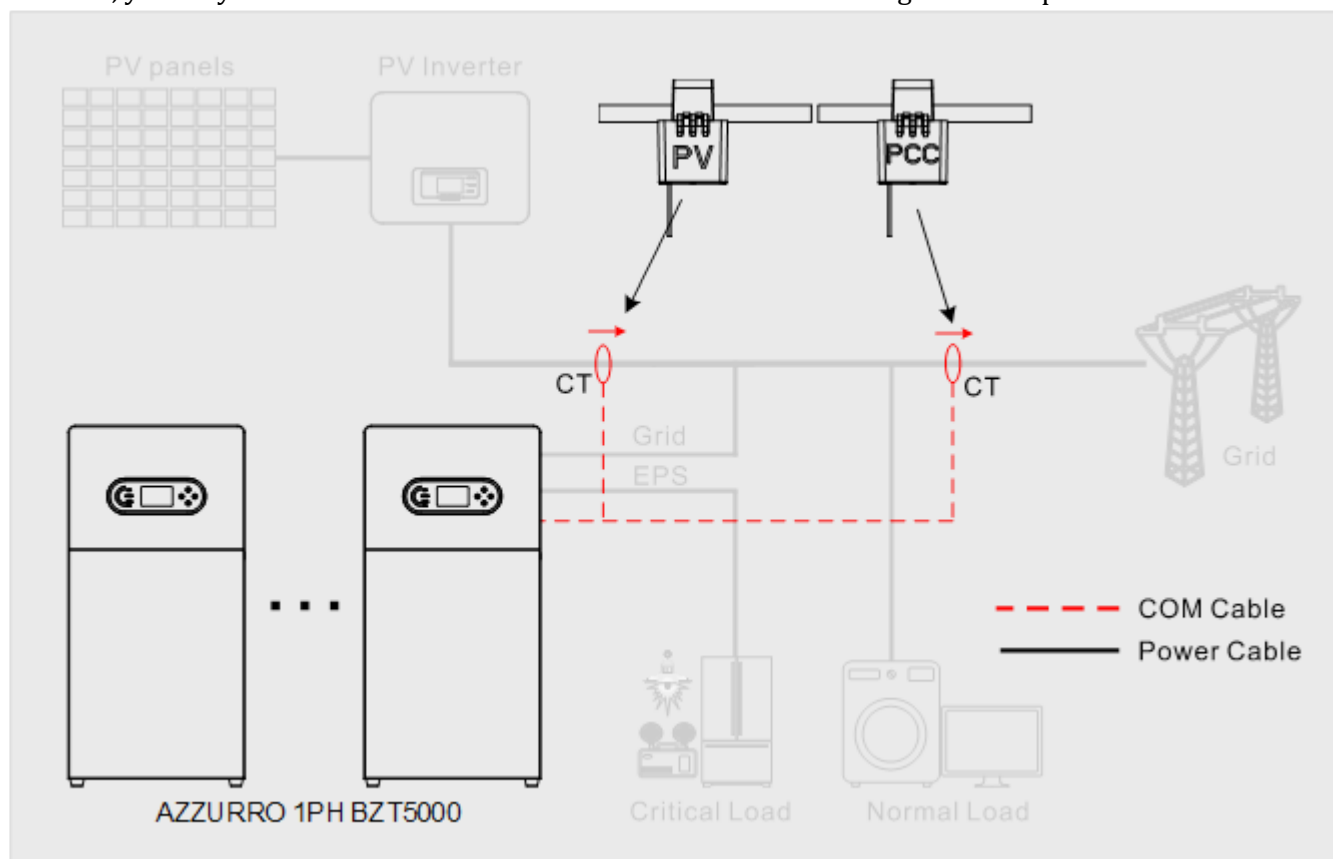 PV panels
PV Inverter
PV
PCC
CT
CT
Grid
EPS
Grid
COM Cable
Power Cable
AZZURRO 1PH BZT5000
Critical Load
Normal Load